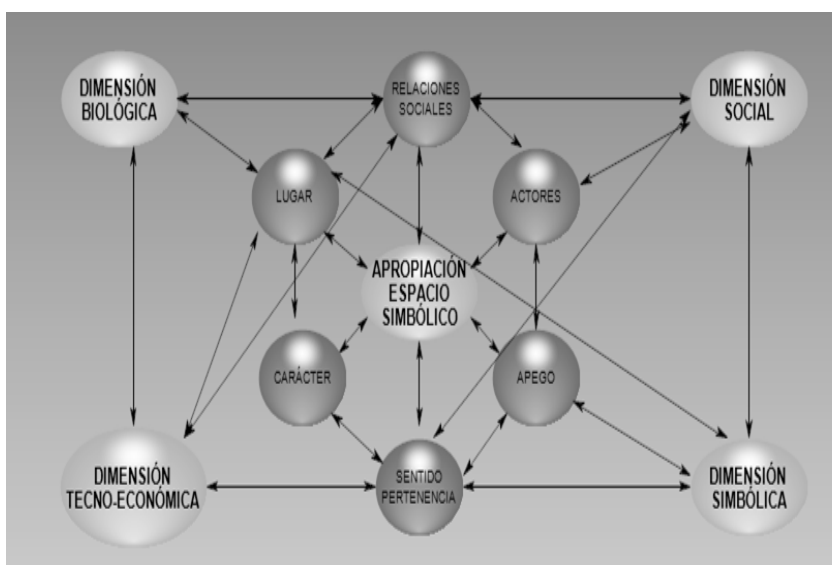 DIMENSIÓN
BIOLÓGICA
RELACIONES
SOCIALES
DIMENSIÓN
SOCIAL
LUGAR
ACTORES
APROPIACIÓN
ESPACIO
SIMBÓLICO
CARÁCTER
APEGO
DIMENSIÓN
TECNO-ECONÓMICA
SENTIDO
PERTENENCIA
DIMENSIÓN
SIMBÓLICA